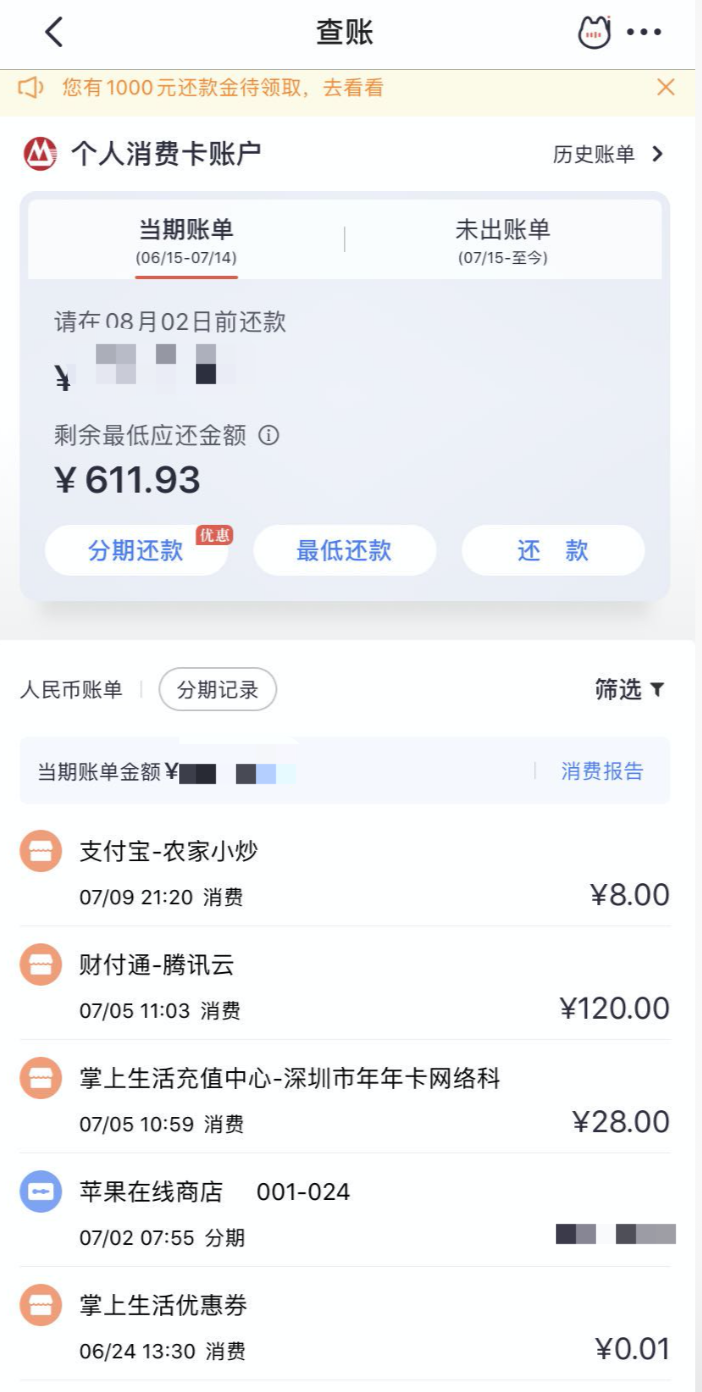 查账
您有1000元还款金待领取，去看看
个人消费卡账户
历史账单
当期账单
(06/15-07/14)
未出账单
(07/15-至今)
请在08月02日前还款
¥
剩余最低应还金额
¥ 611.93
分期还款
优惠
最低还款
还 款
人民币账单
分期记录
筛选
当期账单金额¥
消费报告
支付宝-农家小炒
07/09 21:20 消费
¥8.00
财付通-腾讯云
07/05 11:03 消费
¥120.00
掌上生活充值中心-深圳市年年卡网络科
07/05 10:59 消费
¥28.00
苹果在线商店 001-024
07/02 07:55 分期
掌上生活优惠券
06/24 13:30 消费
¥0.01